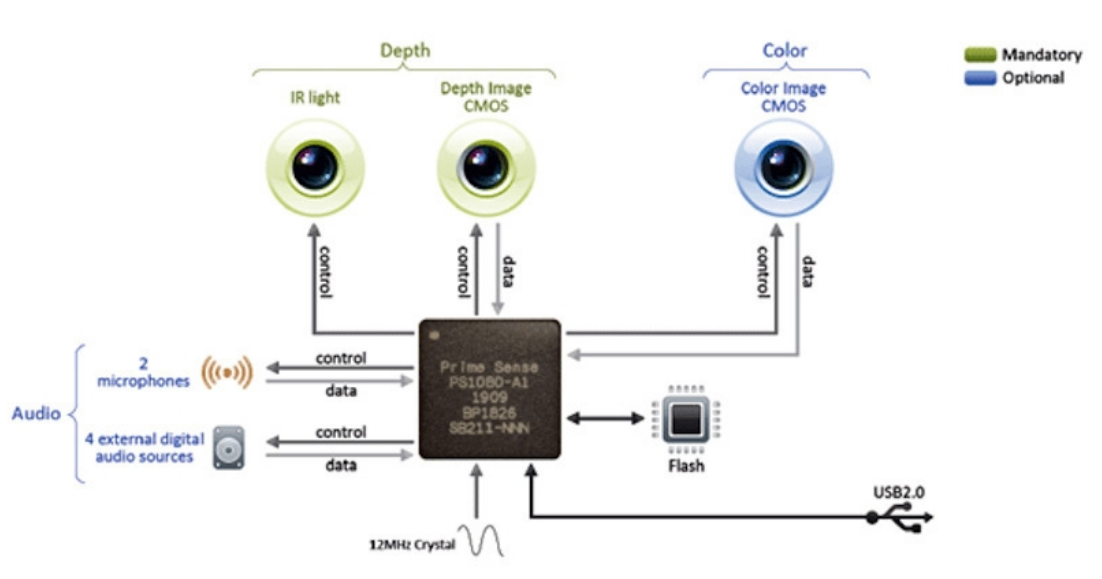 Depth
Color
Mandatory
Optional
IR light
Depth Image
CMOS
Color Image
CMOS
control
control
data
control
data
2
microphones
control
data
Audio
4 external digital
audio sources
control
data
Prime Sense
PS1080-A1
1909
BP1826
SB211-NNN
Flash
USB2.0
12MHz Crystal